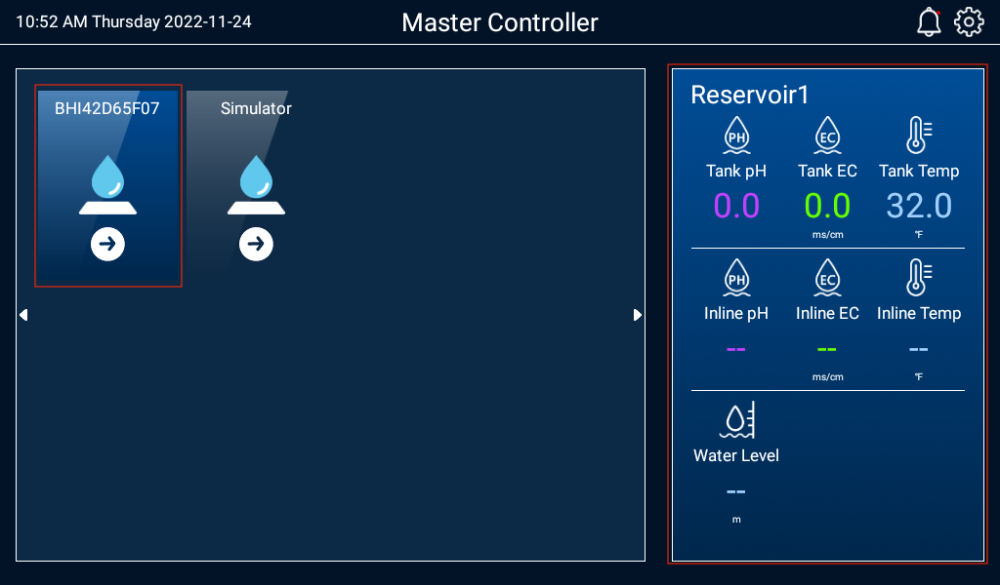 10:52 AM Thursday 2022-11-24
Master Controller
BHI42D65F07
Simulator
Reservoir1
PH EC
Tank pH Tank EC Tank Temp
0.0 0.0 32.0
ms/cm °F
PH EC
Inline pH Inline EC Inline Temp
-- -- --
ms/cm °F
Water Level
--
m